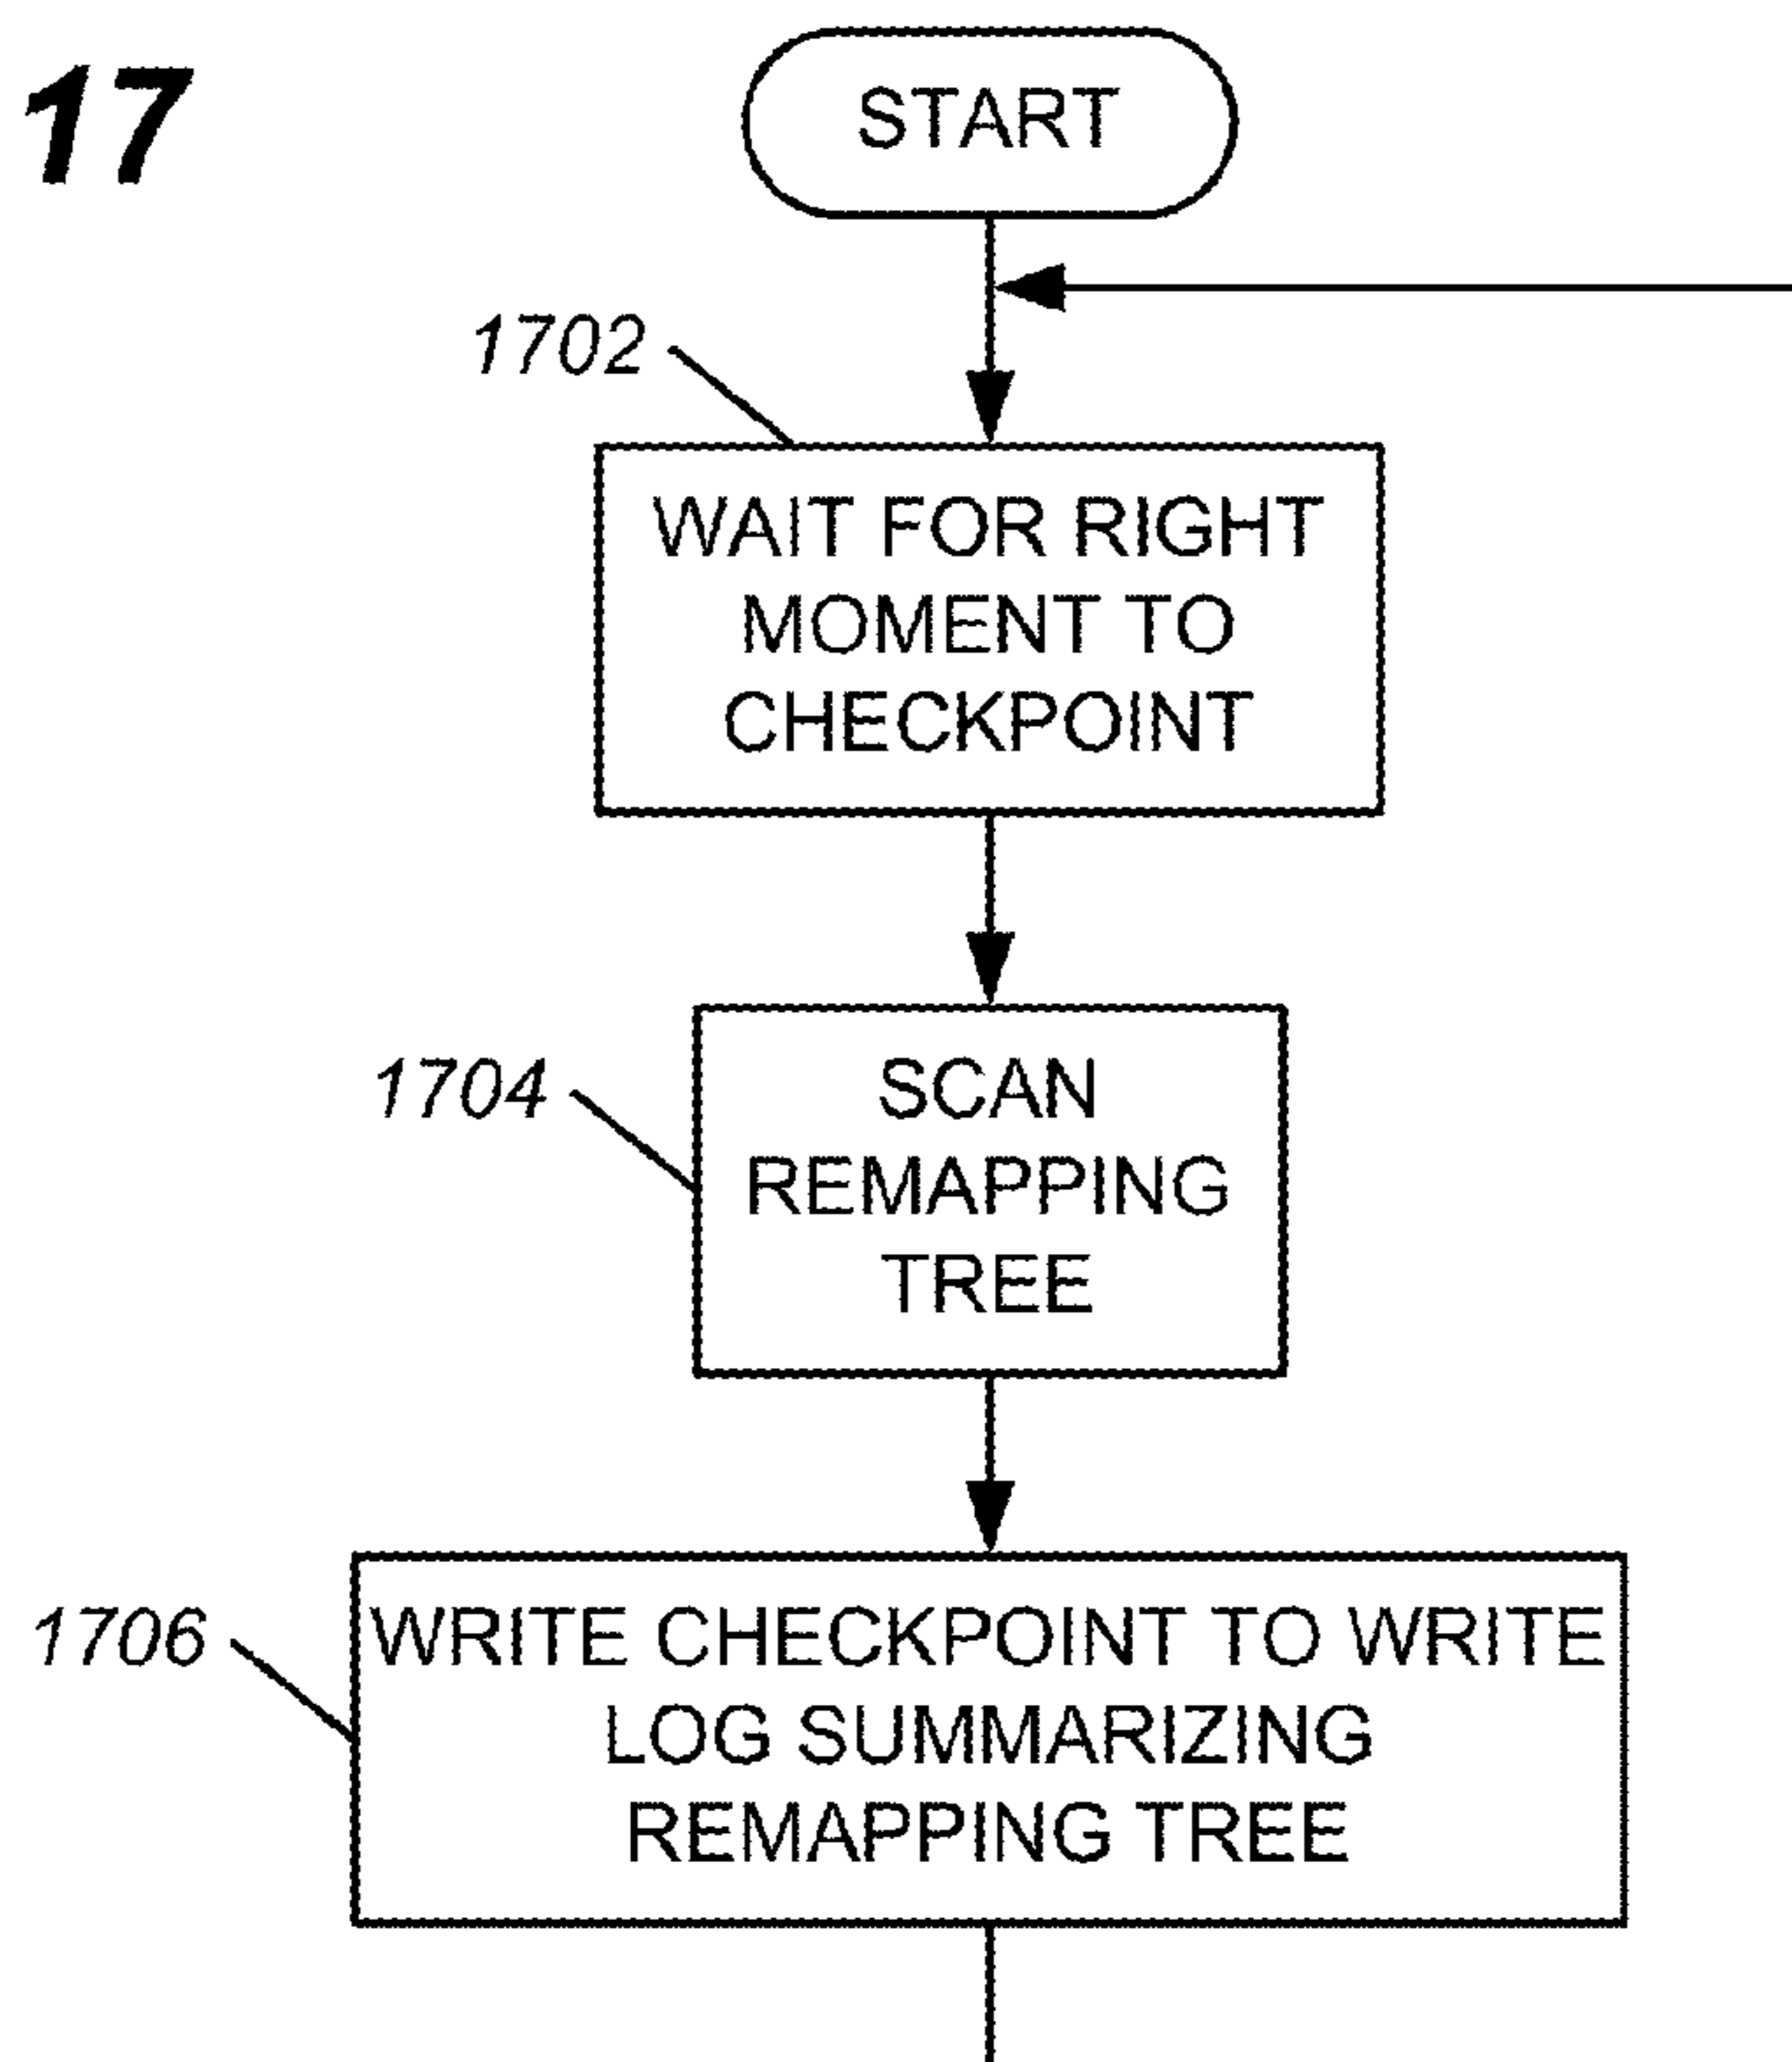 17
START
1702
WAIT FOR RIGHT
MOMENT TO
CHECKPOINT
1704
SCAN
REMAPPING
TREE
1706
WRITE CHECKPOINT TO WRITE
LOG SUMMARIZING
REMAPPING TREE